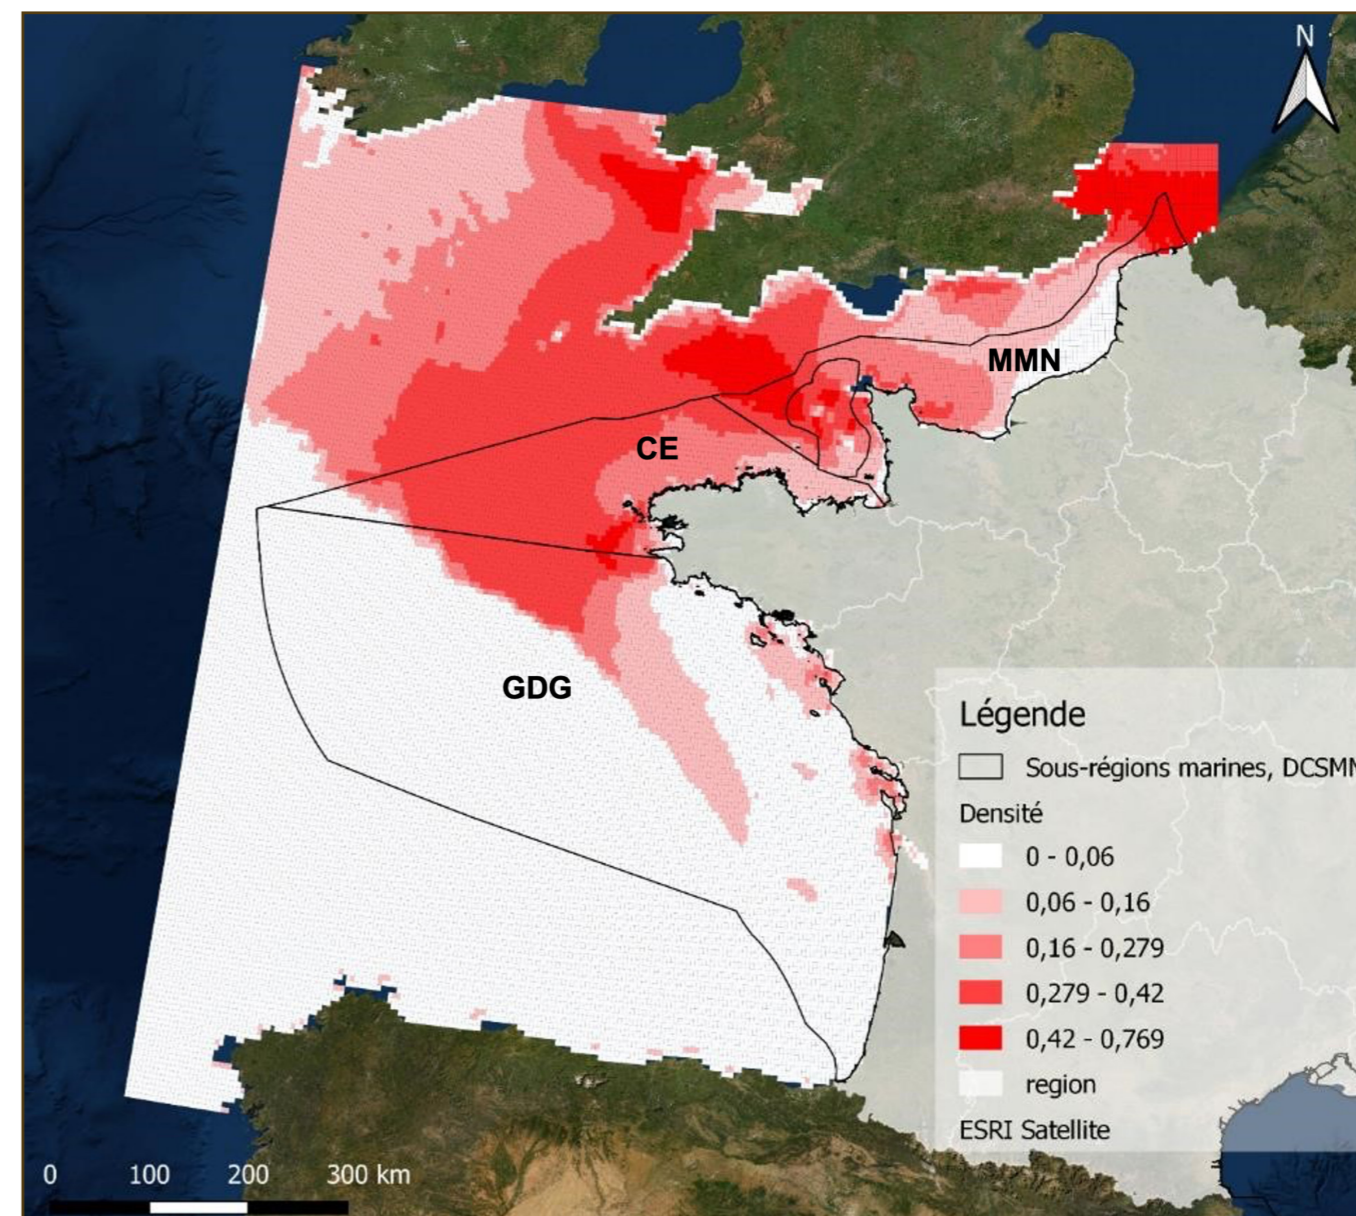 N
MMN
CE
GDG
Légende
Sous-régions marines, DCSMM
Densité
0 - 0,06
0,06 - 0,16
0,16 - 0,279
0,279 - 0,42
0,42 - 0,769
region
ESRI Satellite
0 100 200 300 km